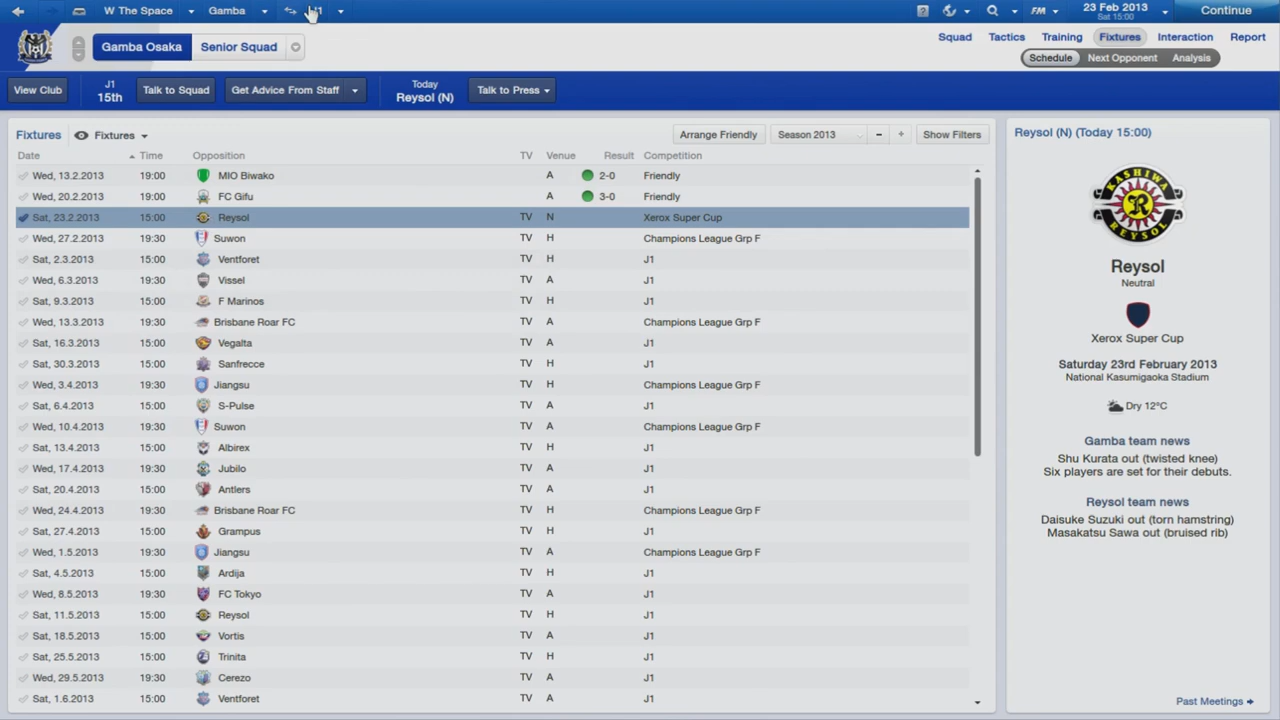 W The Space Gamba J1 FM 23 Feb 2013 Sat 15:00 Continue
Gamba Osaka Senior Squad Squad Tactics Training Fixtures Interaction Report
Schedule Next Opponent Analysis
View Club J1 15th Talk to Squad Get Advice From Staff Today Reysol (N) Talk to Press
Fixtures Fixtures Arrange Friendly Season 2013 - + Show Filters
Date Time Opposition TV Venue Result Competition
Wed, 13.2.2013 19:00 MIO Biwako A 2-0 Friendly
Wed, 20.2.2013 19:00 FC Gifu A 3-0 Friendly
Sat, 23.2.2013 15:00 Reysol TV N Xerox Super Cup
Wed, 27.2.2013 19:30 Suwon TV H Champions League Grp F
Sat, 2.3.2013 15:00 Ventforet TV H J1
Wed, 6.3.2013 19:30 Vissel TV A J1
Sat, 9.3.2013 15:00 F Marinos TV H J1
Wed, 13.3.2013 19:30 Brisbane Roar FC TV A Champions League Grp F
Sat, 16.3.2013 15:00 Vegalta TV A J1
Sat, 30.3.2013 15:00 Sanfrecce TV H J1
Wed, 3.4.2013 19:30 Jiangsu TV H Champions League Grp F
Sat, 6.4.2013 15:00 S-Pulse TV A J1
Wed, 10.4.2013 19:30 Suwon TV A Champions League Grp F
Sat, 13.4.2013 15:00 Albirex TV H J1
Wed, 17.4.2013 19:30 Jubilo TV A J1
Sat, 20.4.2013 15:00 Antlers TV A J1
Wed, 24.4.2013 19:30 Brisbane Roar FC TV H Champions League Grp F
Sat, 27.4.2013 15:00 Grampus TV H J1
Wed, 1.5.2013 19:30 Jiangsu TV A Champions League Grp F
Sat, 4.5.2013 15:00 Ardija TV H J1
Wed, 8.5.2013 19:30 FC Tokyo TV A J1
Sat, 11.5.2013 15:00 Reysol TV H J1
Sat, 18.5.2013 15:00 Vortis TV A J1
Sat, 25.5.2013 15:00 Trinita TV H J1
Wed, 29.5.2013 19:30 Cerezo TV A J1
Sat, 1.6.2013 15:00 Ventforet TV A J1
Reysol (N) (Today 15:00)
KASHIWA
R
REYSOL
Reysol
Neutral
Xerox Super Cup
Saturday 23rd February 2013
National Kasumigaoka Stadium
Dry 12°C
Gamba team news
Shu Kurata out (twisted knee)
Six players are set for their debuts.
Reysol team news
Daisuke Suzuki out (torn hamstring)
Masakatsu Sawa out (bruised rib)
Past Meetings